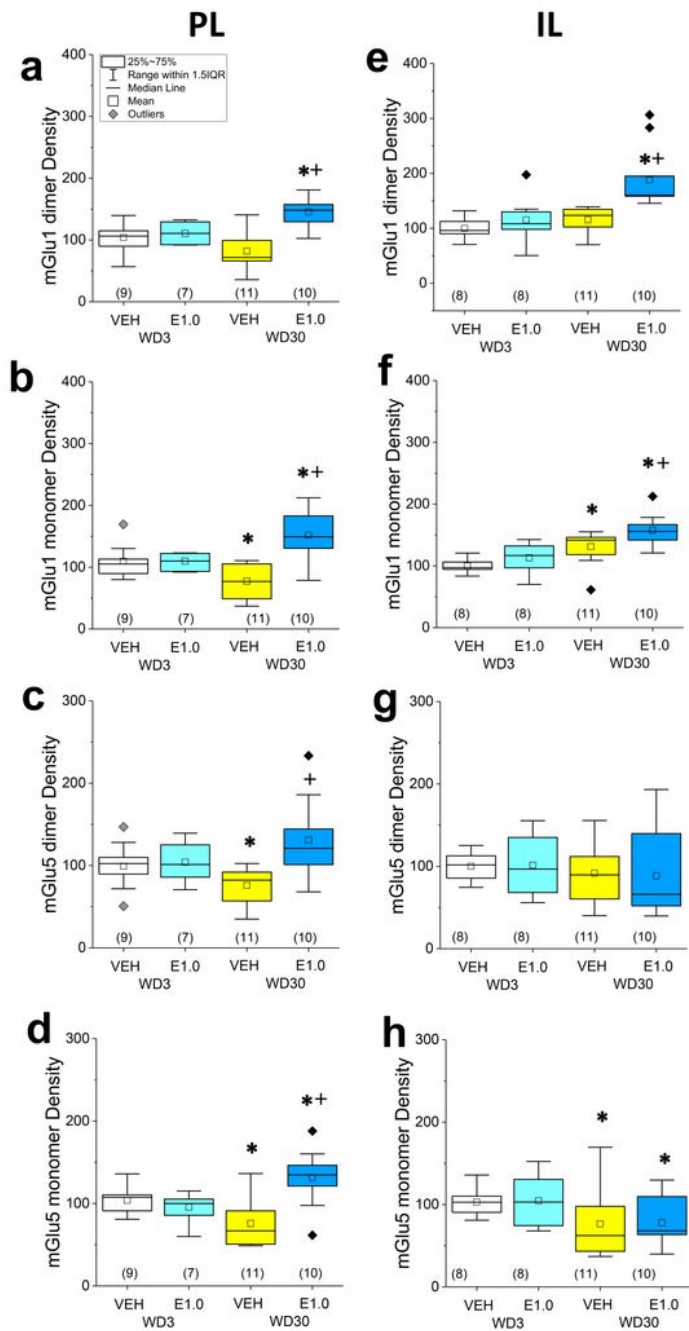 PL
IL
a
25%~75%
Range within 1.5IQR
Median Line
Mean
Outliers
mGlu1 dimer Density
400
300
200
100
0
*+
(9) (7) (11) (10)
VEH E1.0 VEH E1.0
WD3 WD30
e
mGlu1 dimer Density
400
300
200
100
0
*+
(8) (8) (11) (10)
VEH E1.0 VEH E1.0
WD3 WD30
b
mGlu1 monomer Density
400
300
200
100
0
* *+
(9) (7) (11) (10)
VEH E1.0 VEH E1.0
WD3 WD30
f
mGlu1 monomer Density
400
300
200
100
0
* *+
(8) (8) (11) (10)
VEH E1.0 VEH E1.0
WD3 WD30
c
mGlu5 dimer Density
300
200
100
0
* +
(9) (7) (11) (10)
VEH E1.0 VEH E1.0
WD3 WD30
g
mGlu5 dimer Density
300
200
100
0
(8) (8) (11) (10)
VEH E1.0 VEH E1.0
WD3 WD30
d
mGlu5 monomer Density
300
200
100
0
* *+
(9) (7) (11) (10)
VEH E1.0 VEH E1.0
WD3 WD30
h
mGlu5 monomer Density
300
200
100
0
* *
(8) (8) (11) (10)
VEH E1.0 VEH E1.0
WD3 WD30